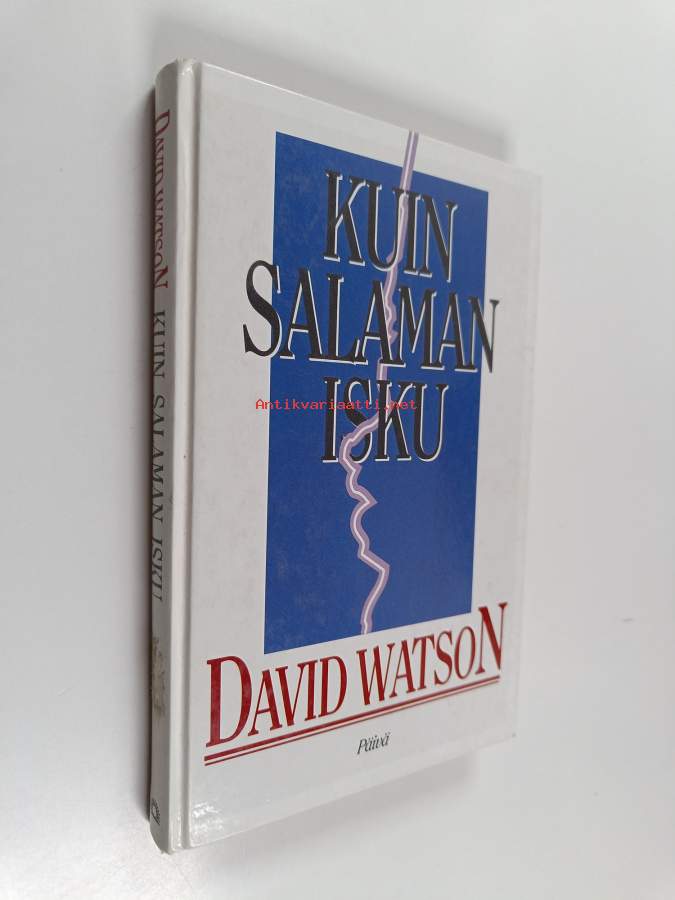 DAVID WATSON KUIN SALAMAN ISKU
KUIN
SALAMAN
ISKU
Antikvariaatti.net
DAVID WATSON
Päivä